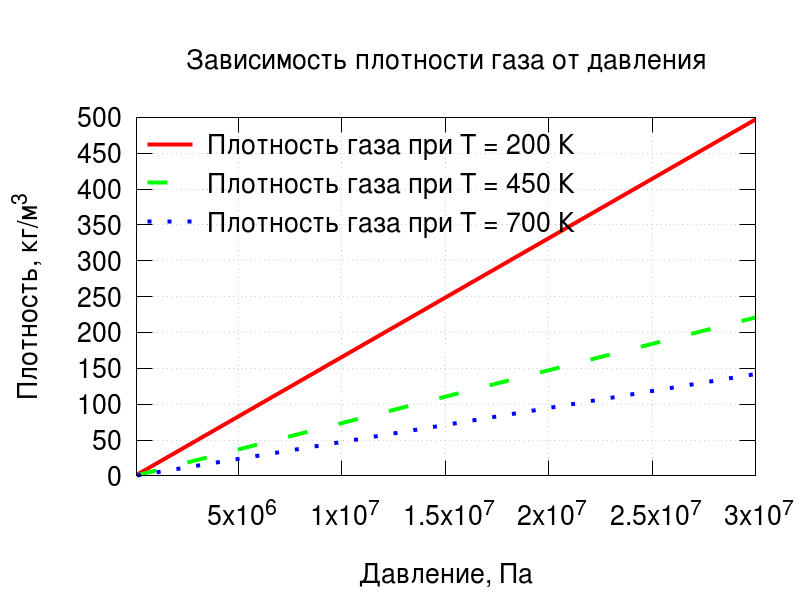 Зависимость плотности газа от давления
Плотность, кг/м³
500
450
400
350
300
250
200
150
100
50
0
Плотность газа при T = 200 K
Плотность газа при T = 450 K
Плотность газа при T = 700 K
5x10⁶ 1x10⁷ 1.5x10⁷ 2x10⁷ 2.5x10⁷ 3x10⁷
Давление, Па